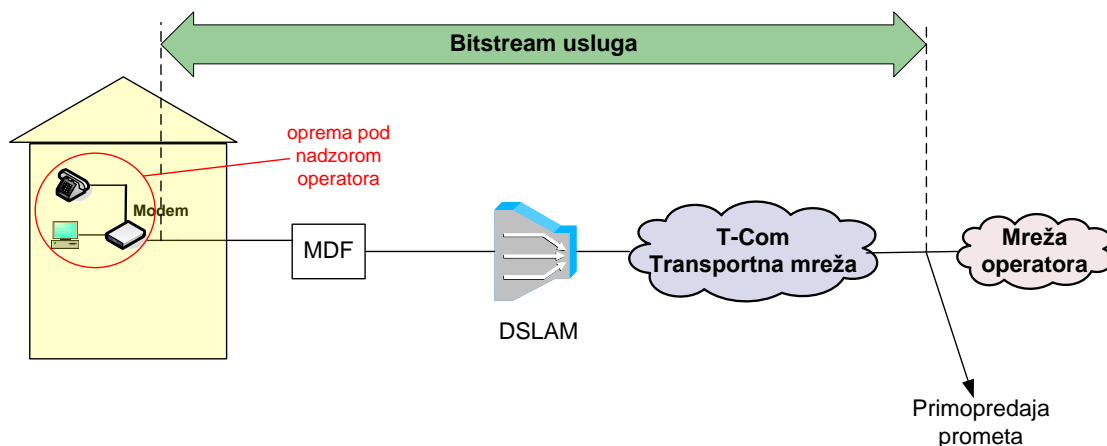 Bitstream usluga
oprema pod
nadzorom
operatora
Modem
MDF
DSLAM
T-Com
Transportna mreža
Mreža
operatora
Primopredaja
prometa